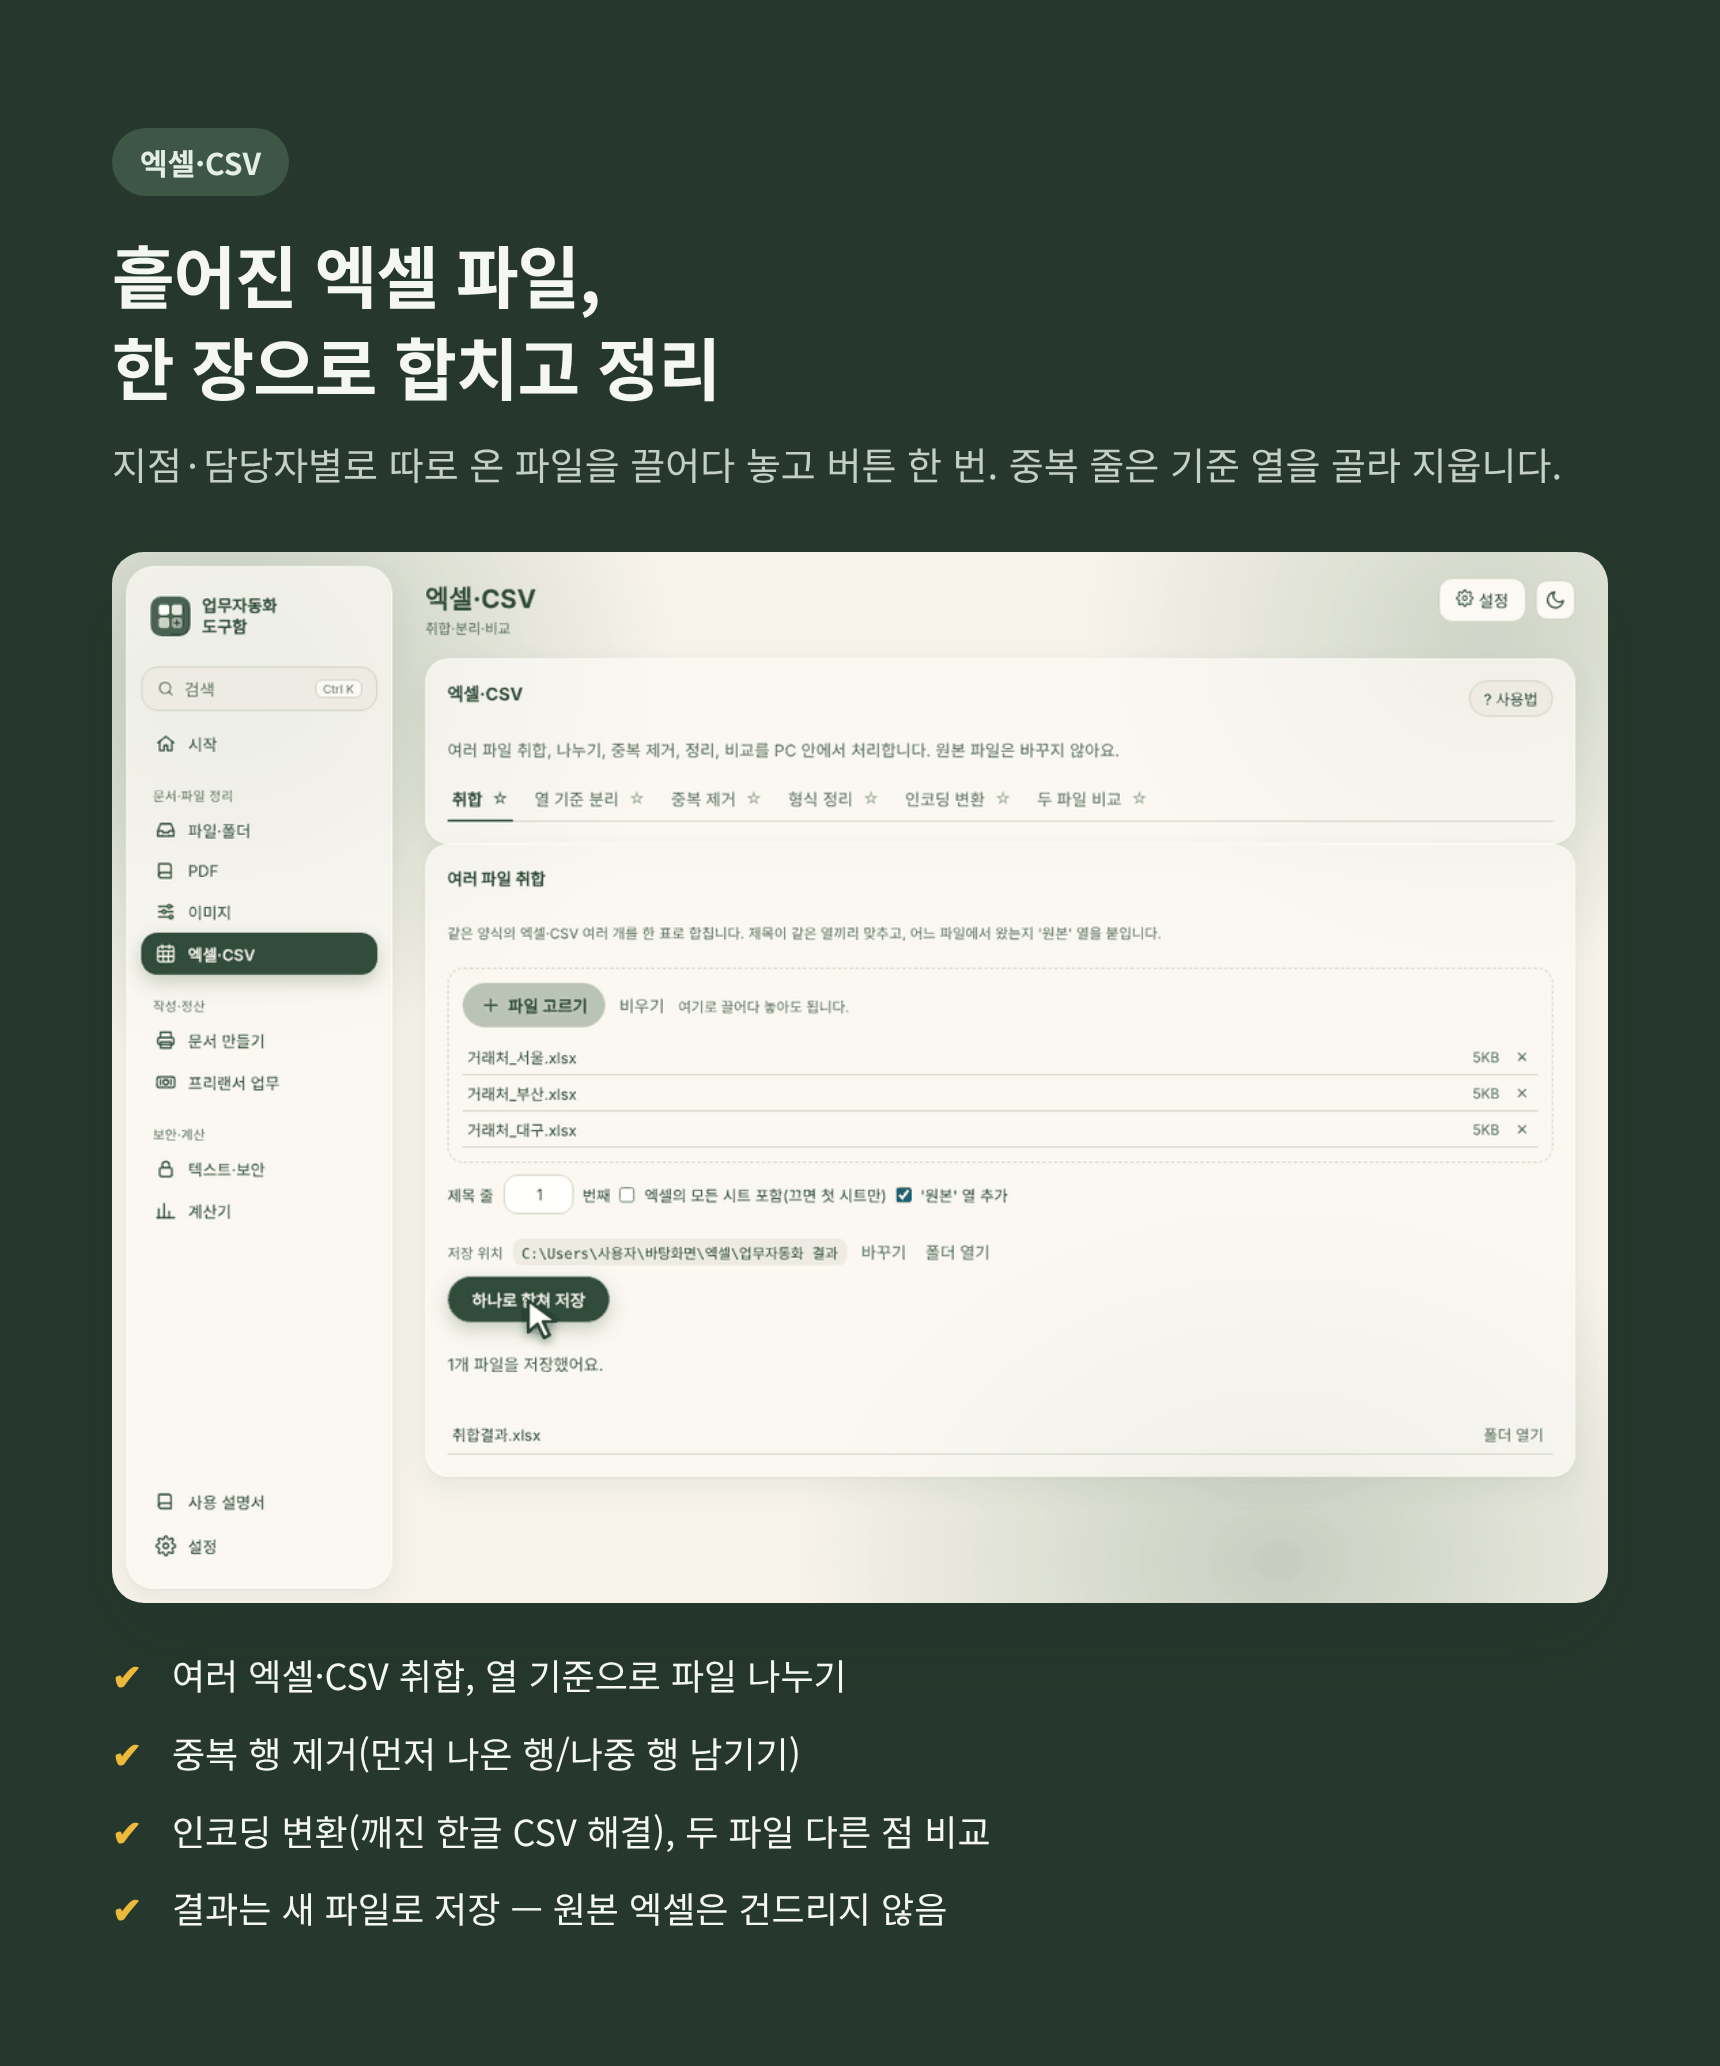 엑셀·CSV
흩어진 엑셀 파일,
한 장으로 합치고 정리
지점·담당자별로 따로 온 파일을 끌어다 놓고 버튼 한 번. 중복 줄은 기준 열을 골라 지웁니다.
업무자동화
도구함
검색 Ctrl K
시작
문서·파일 정리
파일·폴더
PDF
이미지
엑셀·CSV
작성·정산
문서 만들기
프리랜서 업무
보안·계산
텍스트·보안
계산기
사용 설명서
설정
엑셀·CSV
취합·분리·비교
설정
엑셀·CSV
? 사용법
여러 파일 취합, 나누기, 중복 제거, 정리, 비교를 PC 안에서 처리합니다. 원본 파일은 바꾸지 않아요.
취합 ☆ 열 기준 분리 ☆ 중복 제거 ☆ 형식 정리 ☆ 인코딩 변환 ☆ 두 파일 비교 ☆
여러 파일 취합
같은 양식의 엑셀·CSV 여러 개를 한 표로 합칩니다. 제목이 같은 열끼리 맞추고, 어느 파일에서 왔는지 '원본' 열을 붙입니다.
+ 파일 고르기 비우기 여기로 끌어다 놓아도 됩니다.
거래처_서울.xlsx 5KB ×
거래처_부산.xlsx 5KB ×
거래처_대구.xlsx 5KB ×
제목 줄 1 번째 엑셀의 모든 시트 포함(끄면 첫 시트만) '원본' 열 추가
저장 위치 C:\Users\사용자\바탕화면\엑셀\업무자동화 결과 바꾸기 폴더 열기
하나로 합쳐 저장
1개 파일을 저장했어요.
취합결과.xlsx 폴더 열기
✔ 여러 엑셀·CSV 취합, 열 기준으로 파일 나누기
✔ 중복 행 제거(먼저 나온 행/나중 행 남기기)
✔ 인코딩 변환(깨진 한글 CSV 해결), 두 파일 다른 점 비교
✔ 결과는 새 파일로 저장 — 원본 엑셀은 건드리지 않음